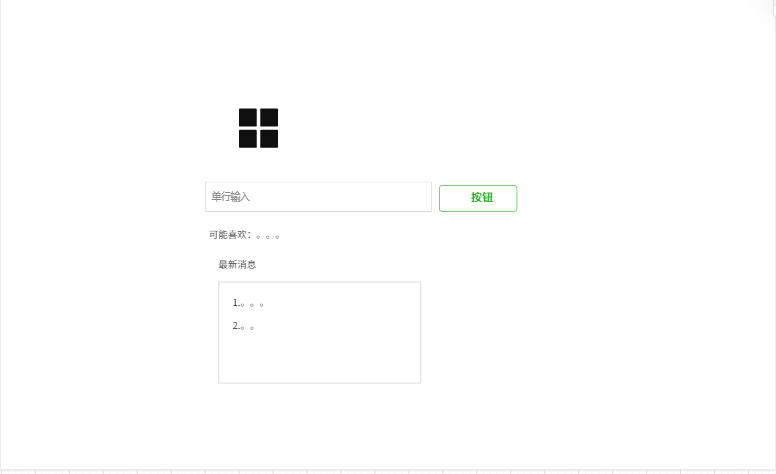 单行输入
按钮
可能喜欢：。。。
最新消息
1.。。。
2.。。